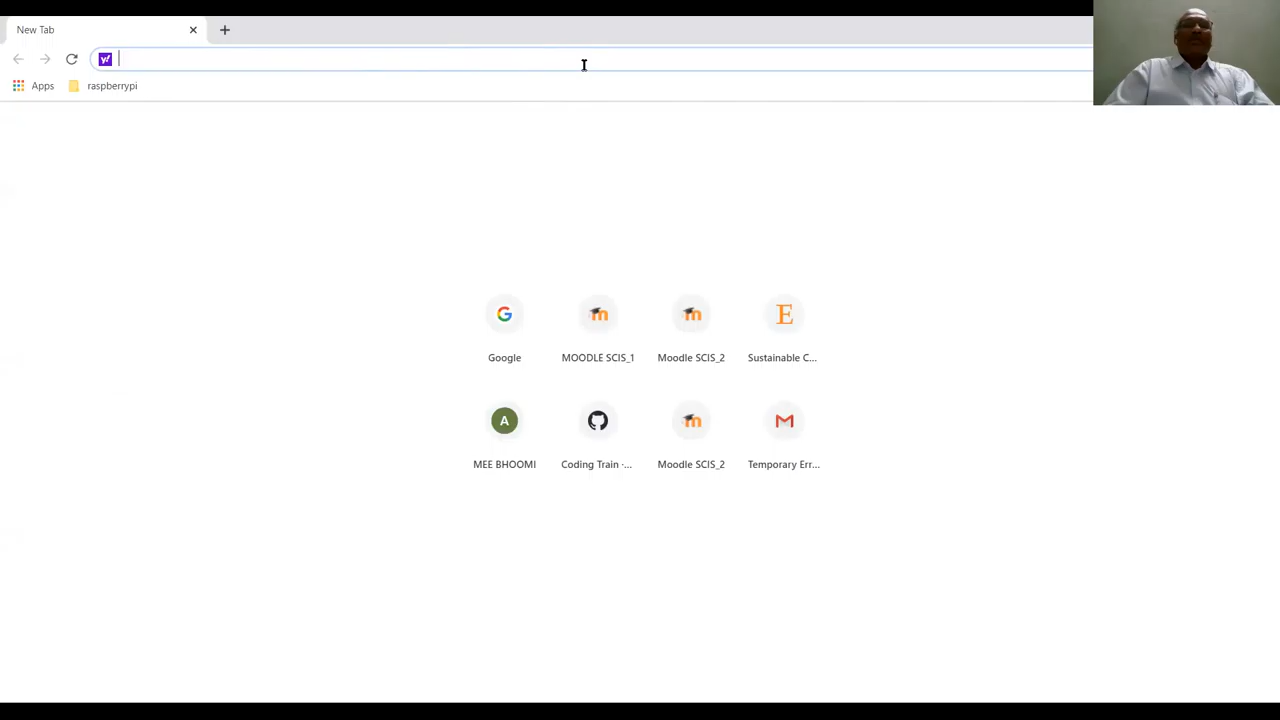 New Tab
y!
Apps raspberrypi
G m m E
Google MOODLE SCIS_1 Moodle SCIS_2 Sustainable C...
A m M
MEE BHOOMI Coding Train ·... Moodle SCIS_2 Temporary Err...